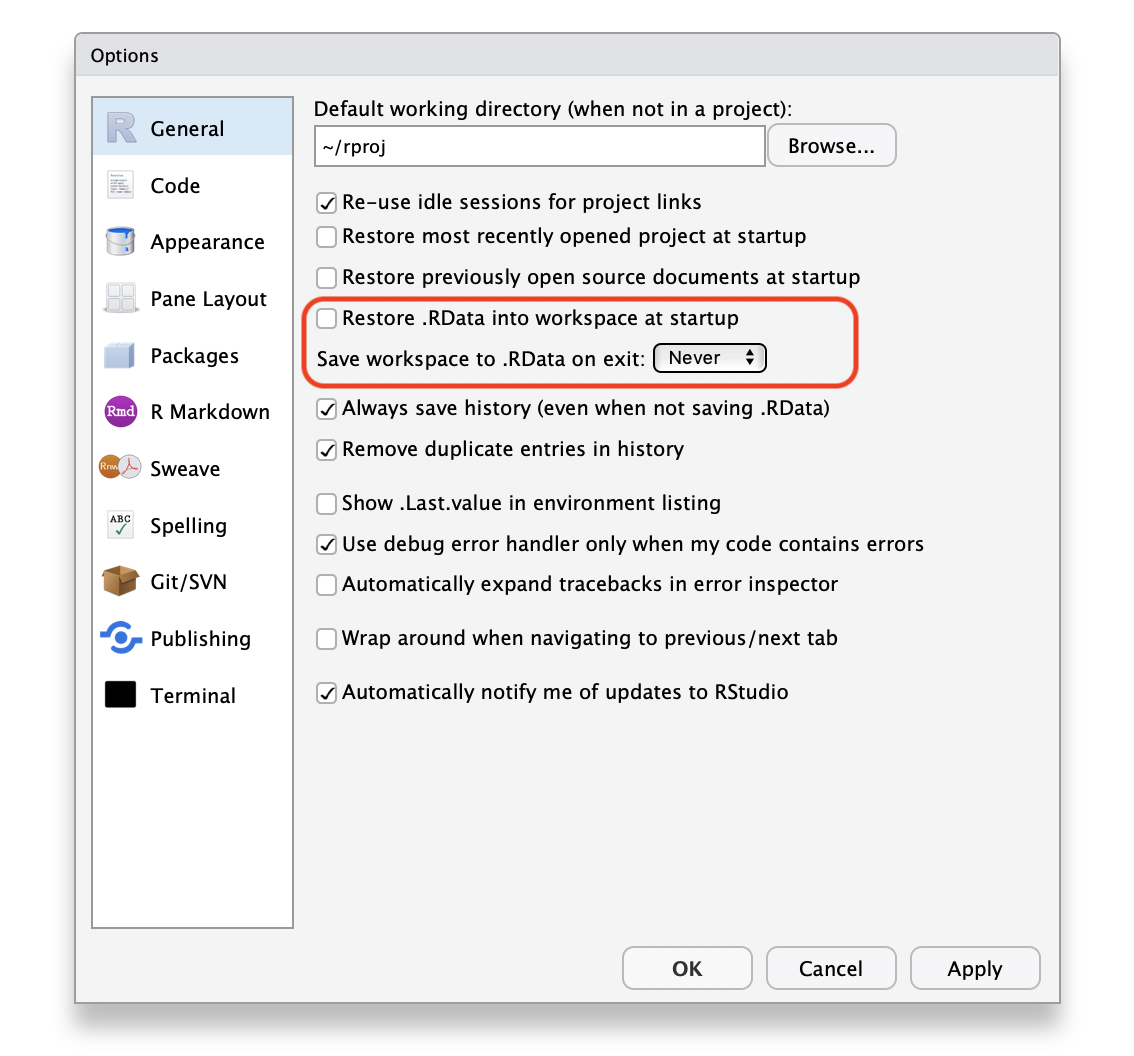 Options
General
Code
Appearance
Pane Layout
Packages
Rmd R Markdown
Rnw Sweave
ABC Spelling
Git/SVN
Publishing
Terminal
Default working directory (when not in a project):
~/rproj Browse...
Re-use idle sessions for project links
Restore most recently opened project at startup
Restore previously open source documents at startup
Restore .RData into workspace at startup
Save workspace to .RData on exit: Never
Always save history (even when not saving .RData)
Remove duplicate entries in history
Show .Last.value in environment listing
Use debug error handler only when my code contains errors
Automatically expand tracebacks in error inspector
Wrap around when navigating to previous/next tab
Automatically notify me of updates to RStudio
OK Cancel Apply